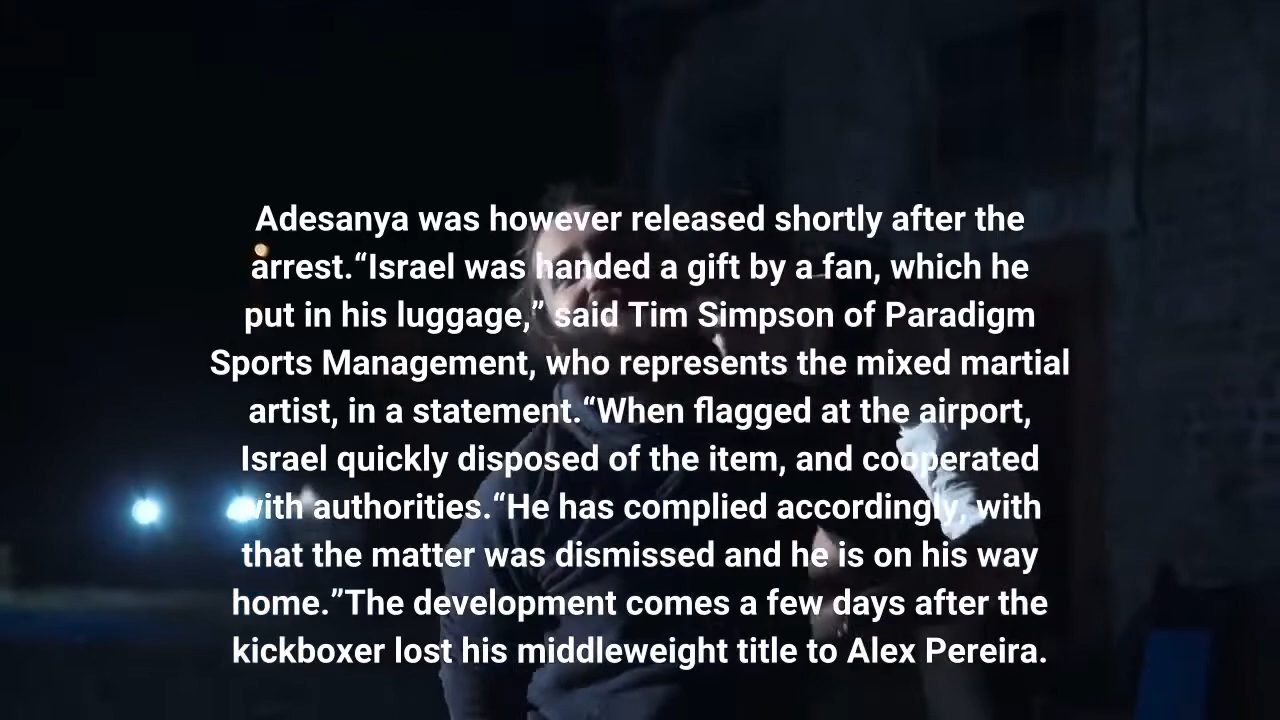 Adesanya was however released shortly after the
arrest.“Israel was handed a gift by a fan, which he
put in his luggage,” said Tim Simpson of Paradigm
Sports Management, who represents the mixed martial
artist, in a statement.“When flagged at the airport,
Israel quickly disposed of the item, and cooperated
with authorities.“He has complied accordingly, with
that the matter was dismissed and he is on his way
home.”The development comes a few days after the
kickboxer lost his middleweight title to Alex Pereira.